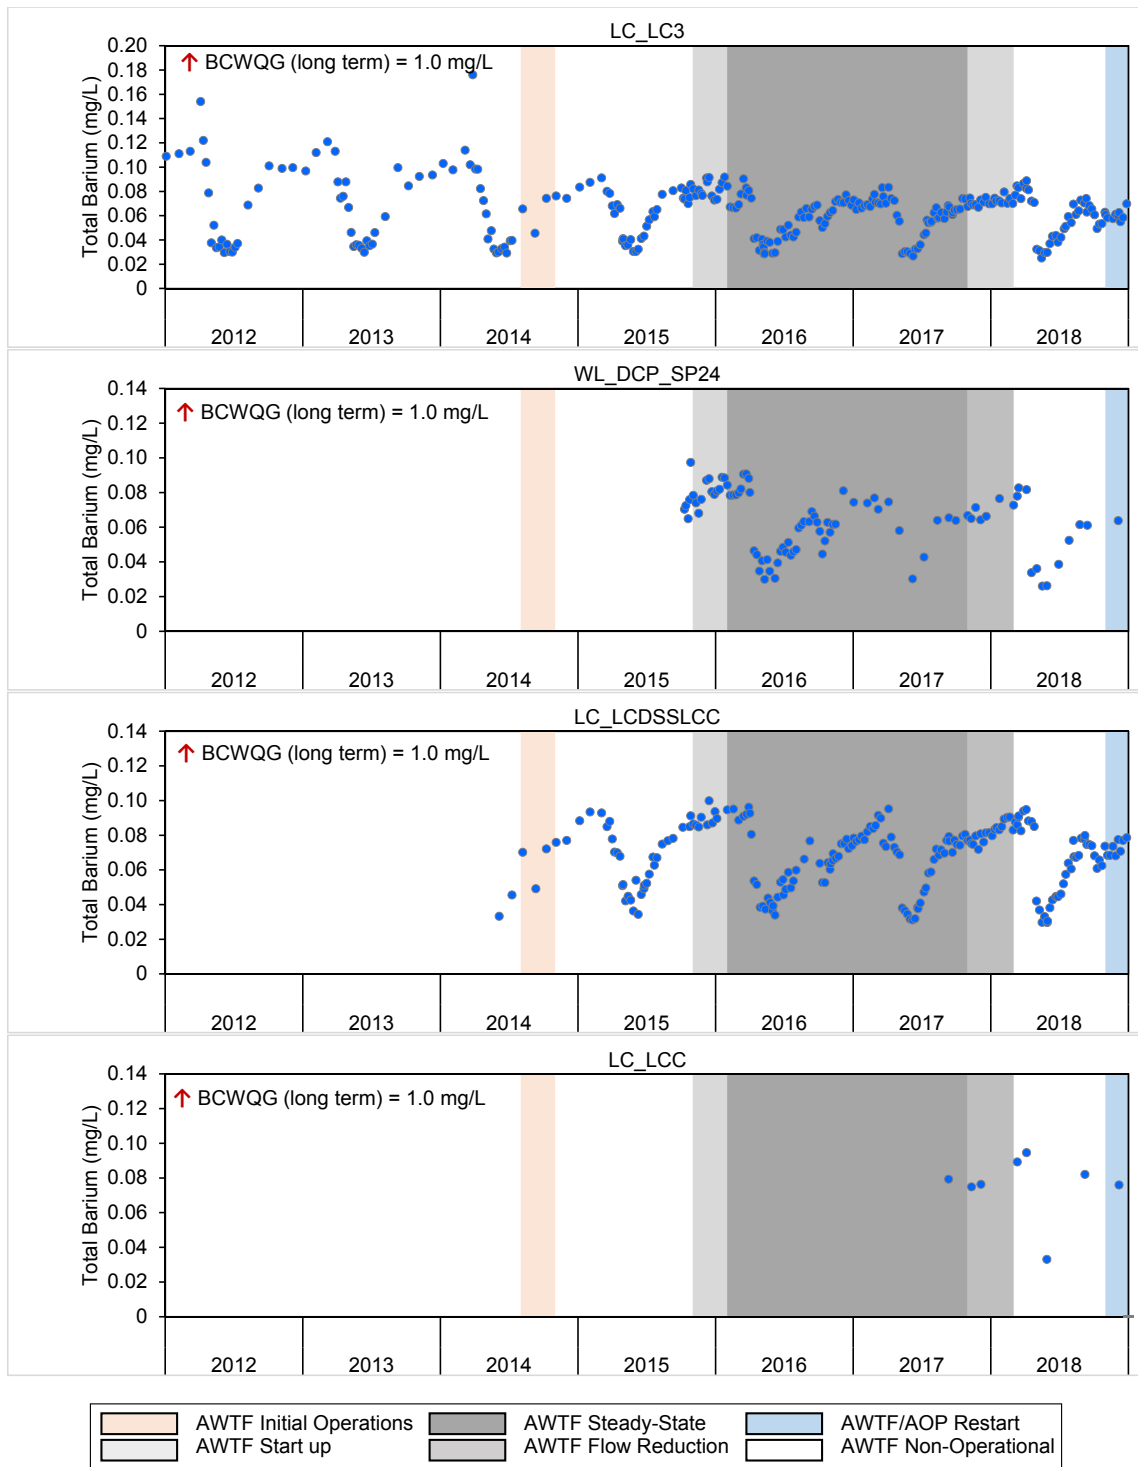 LC_LC3
↑ BCWQG (long term) = 1.0 mg/L
Total Barium (mg/L)
0.20
0.18
0.16
0.14
0.12
0.10
0.08
0.06
0.04
0.02
0
2012 2013 2014 2015 2016 2017 2018
WL_DCP_SP24
↑ BCWQG (long term) = 1.0 mg/L
Total Barium (mg/L)
0.14
0.12
0.10
0.08
0.06
0.04
0.02
0
2012 2013 2014 2015 2016 2017 2018
LC_LCDSSLCC
↑ BCWQG (long term) = 1.0 mg/L
Total Barium (mg/L)
0.14
0.12
0.10
0.08
0.06
0.04
0.02
0
2012 2013 2014 2015 2016 2017 2018
LC_LCC
↑ BCWQG (long term) = 1.0 mg/L
Total Barium (mg/L)
0.14
0.12
0.10
0.08
0.06
0.04
0.02
0
2012 2013 2014 2015 2016 2017 2018
AWTF Initial Operations AWTF Steady-State AWTF/AOP Restart
AWTF Start up AWTF Flow Reduction AWTF Non-Operational